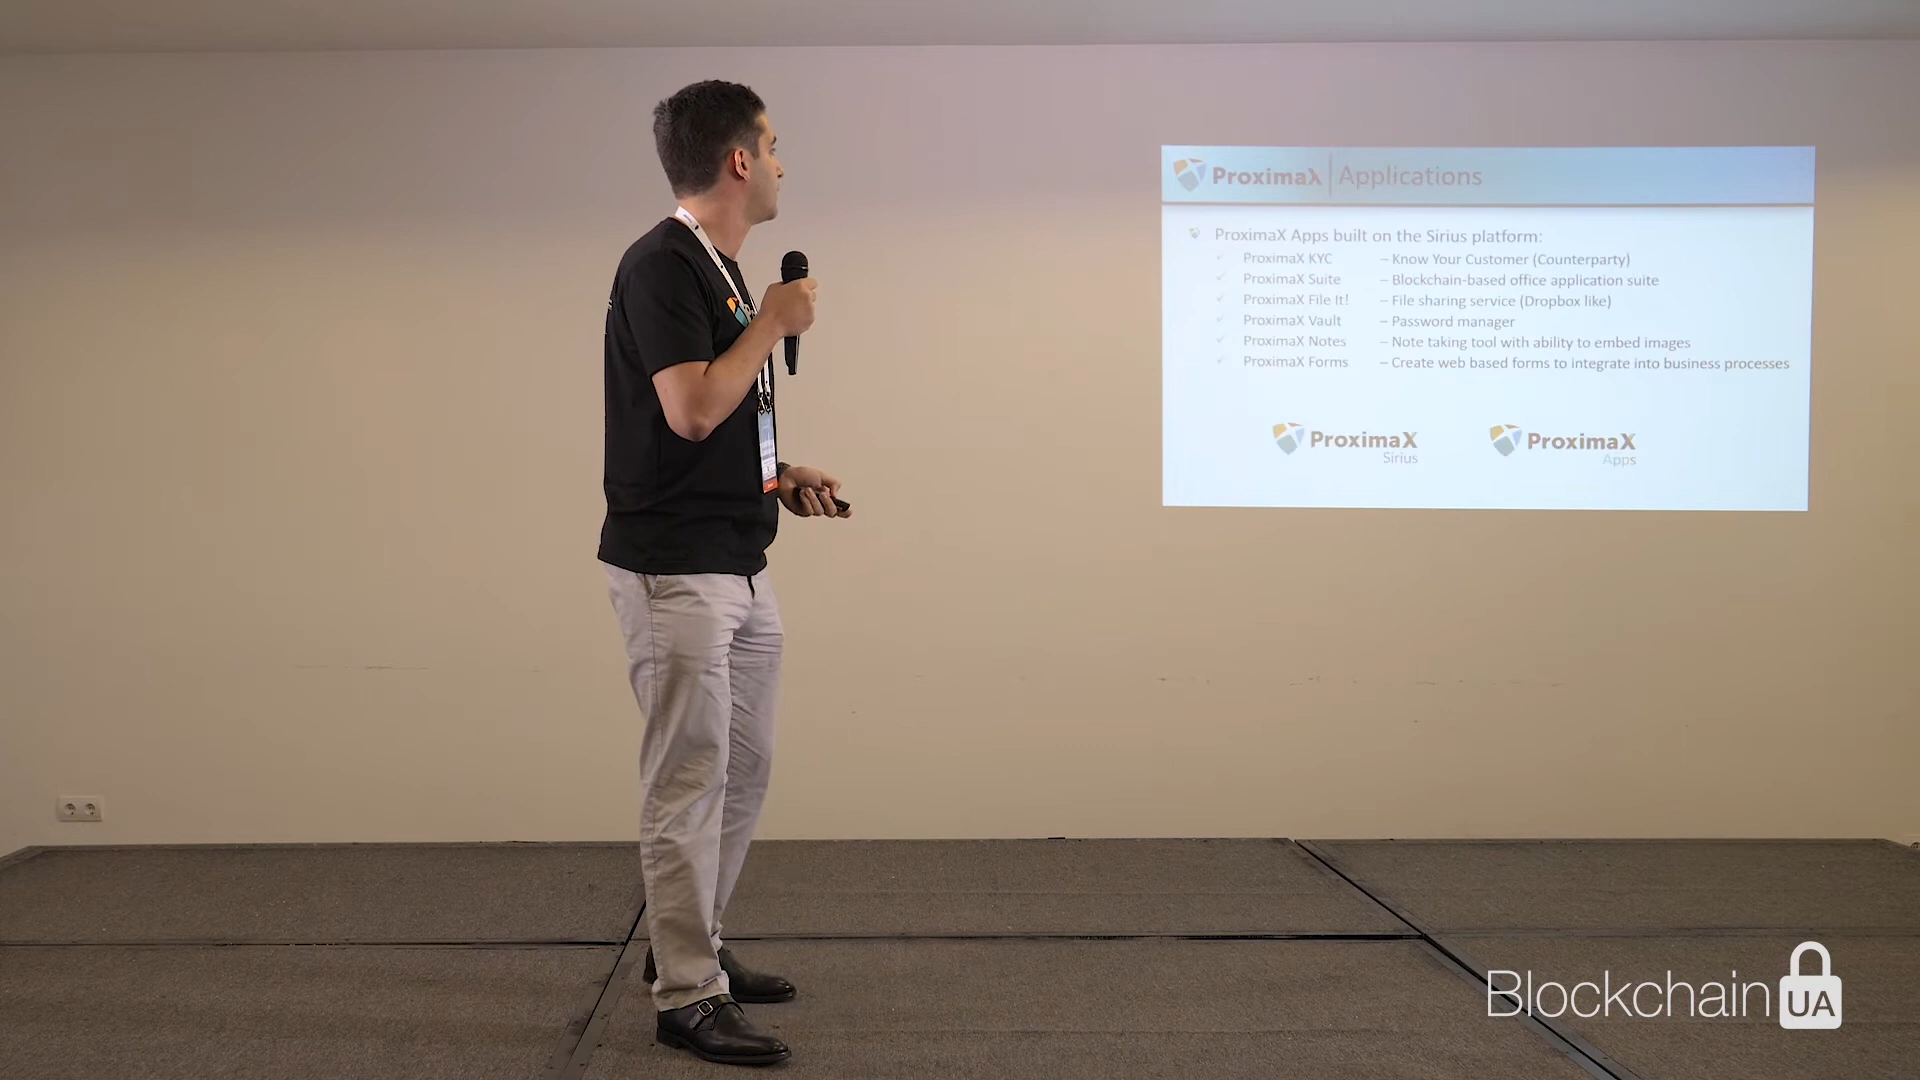 ProximaX Applications
ProximaX Apps built on the Sirius platform:
ProximaX KYC – Know Your Customer (Counterparty)
ProximaX Suite – Blockchain-based office application suite
ProximaX File It! – File sharing service (Dropbox like)
ProximaX Vault – Password manager
ProximaX Notes – Note taking tool with ability to embed images
ProximaX Forms – Create web based forms to integrate into business processes
ProximaX Sirius
ProximaX Apps
Blockchain UA